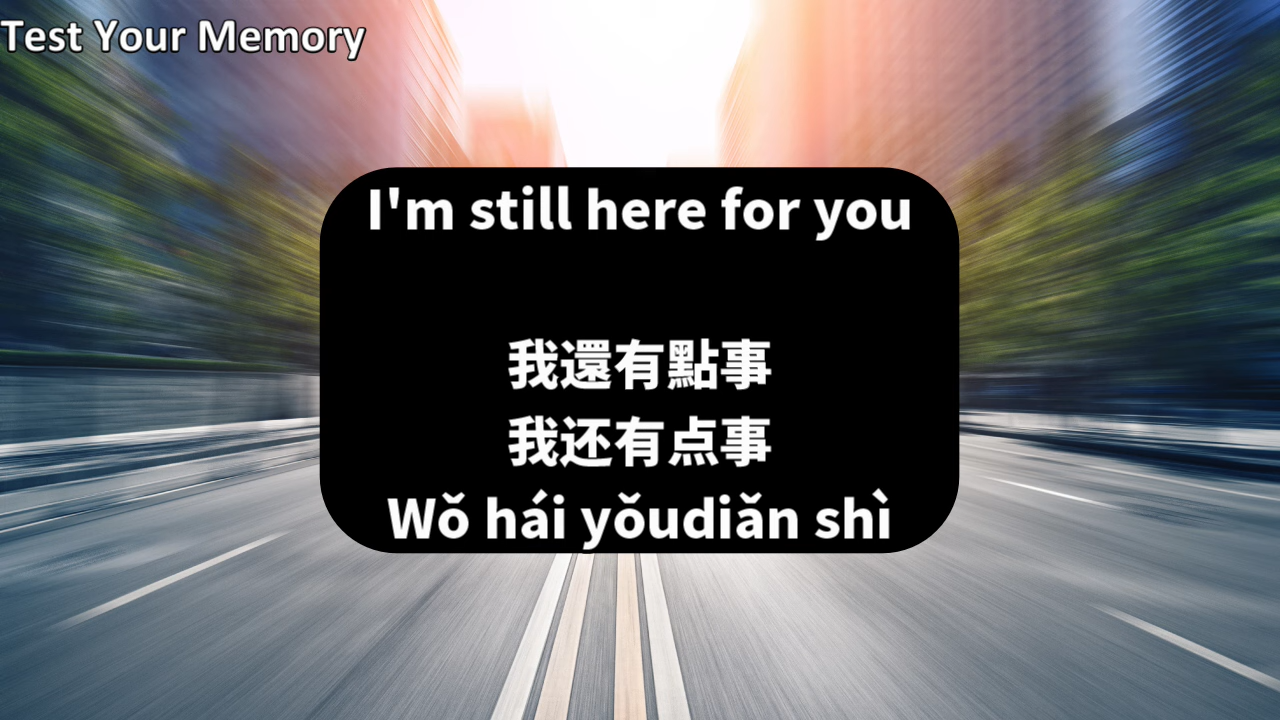 Test Your Memory
I'm still here for you
我還有點事
我还有点事
Wǒ hái yǒudiǎn shì